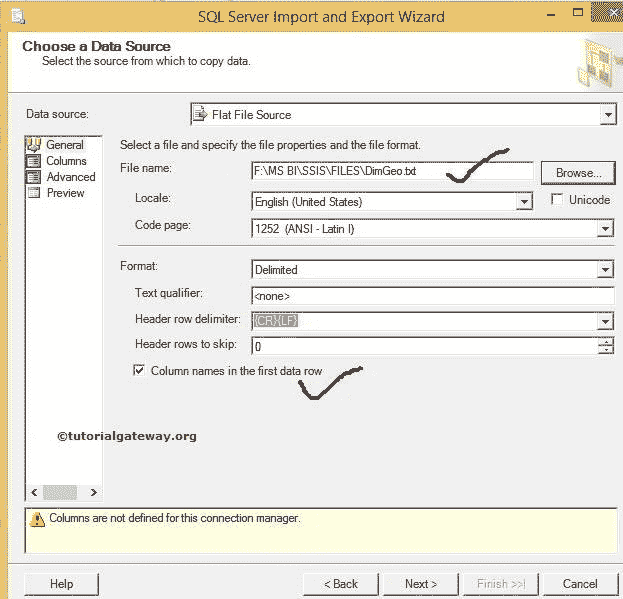 SQL Server Import and Export Wizard
Choose a Data Source
Select the source from which to copy data.
Data source:
Flat File Source
General
Columns
Advanced
Preview
Select a file and specify the file properties and the file format.
File name:
F:\MS BI\SSIS\FILES\DimGeo.txt
Browse...
Locale:
English (United States)
Unicode
Code page:
1252 (ANSI - Latin I)
Format:
Delimited
Text qualifier:
<none>
Header row delimiter:
{CR}{LF}
Header rows to skip:
0
Column names in the first data row
©tutorialgateway.org
Columns are not defined for this connection manager.
Help
< Back
Next >
Finish >>|
Cancel